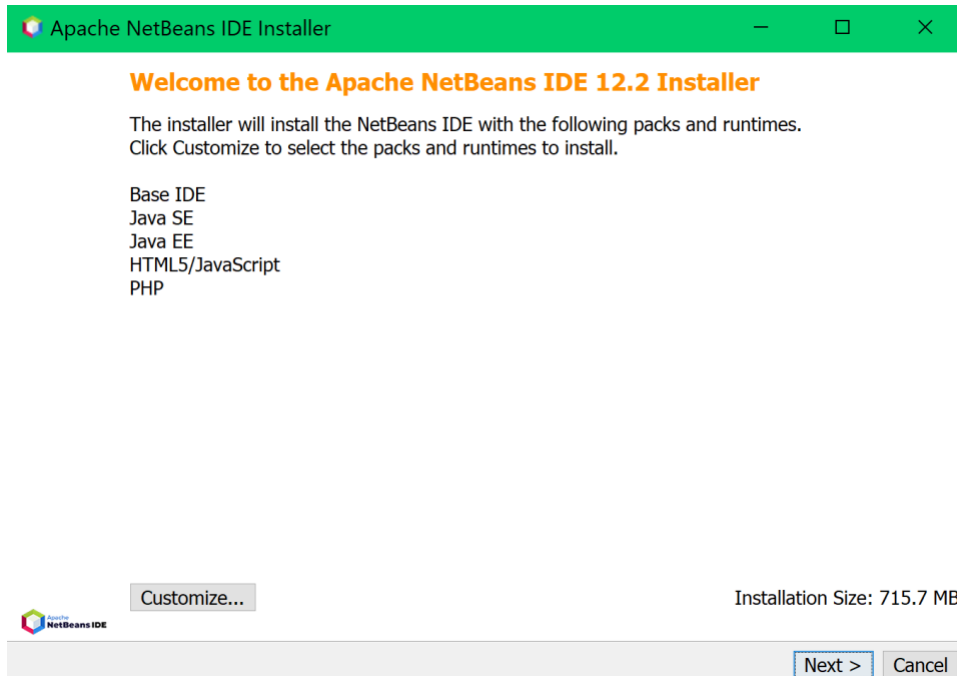 Apache NetBeans IDE Installer
Welcome to the Apache NetBeans IDE 12.2 Installer
The installer will install the NetBeans IDE with the following packs and runtimes.
Click Customize to select the packs and runtimes to install.
Base IDE
Java SE
Java EE
HTML5/JavaScript
PHP
Customize...
Installation Size: 715.7 MB
Apache
NetBeans IDE
Next >
Cancel